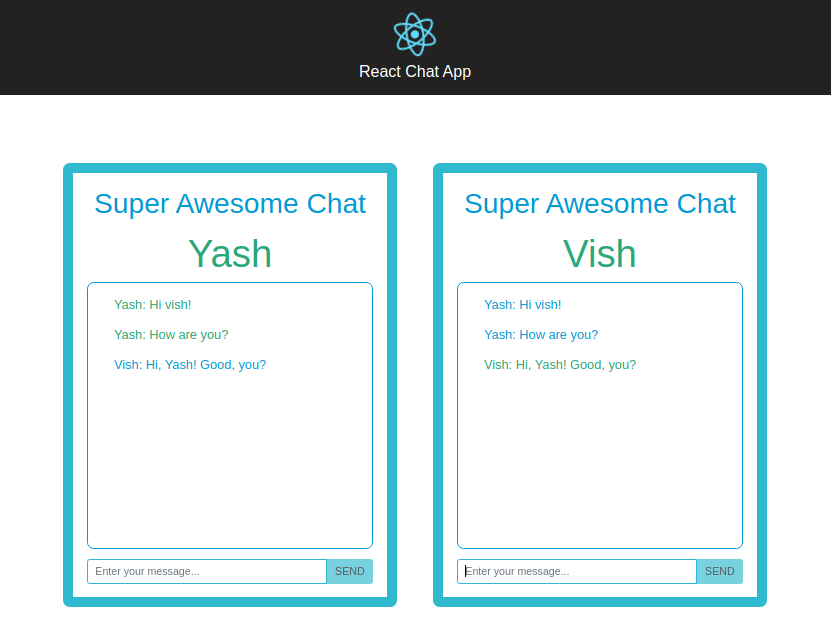 React Chat App
Super Awesome Chat
Yash
Yash: Hi vish!
Yash: How are you?
Vish: Hi, Yash! Good, you?
Enter your message...
SEND
Super Awesome Chat
Vish
Yash: Hi vish!
Yash: How are you?
Vish: Hi, Yash! Good, you?
Enter your message...
SEND